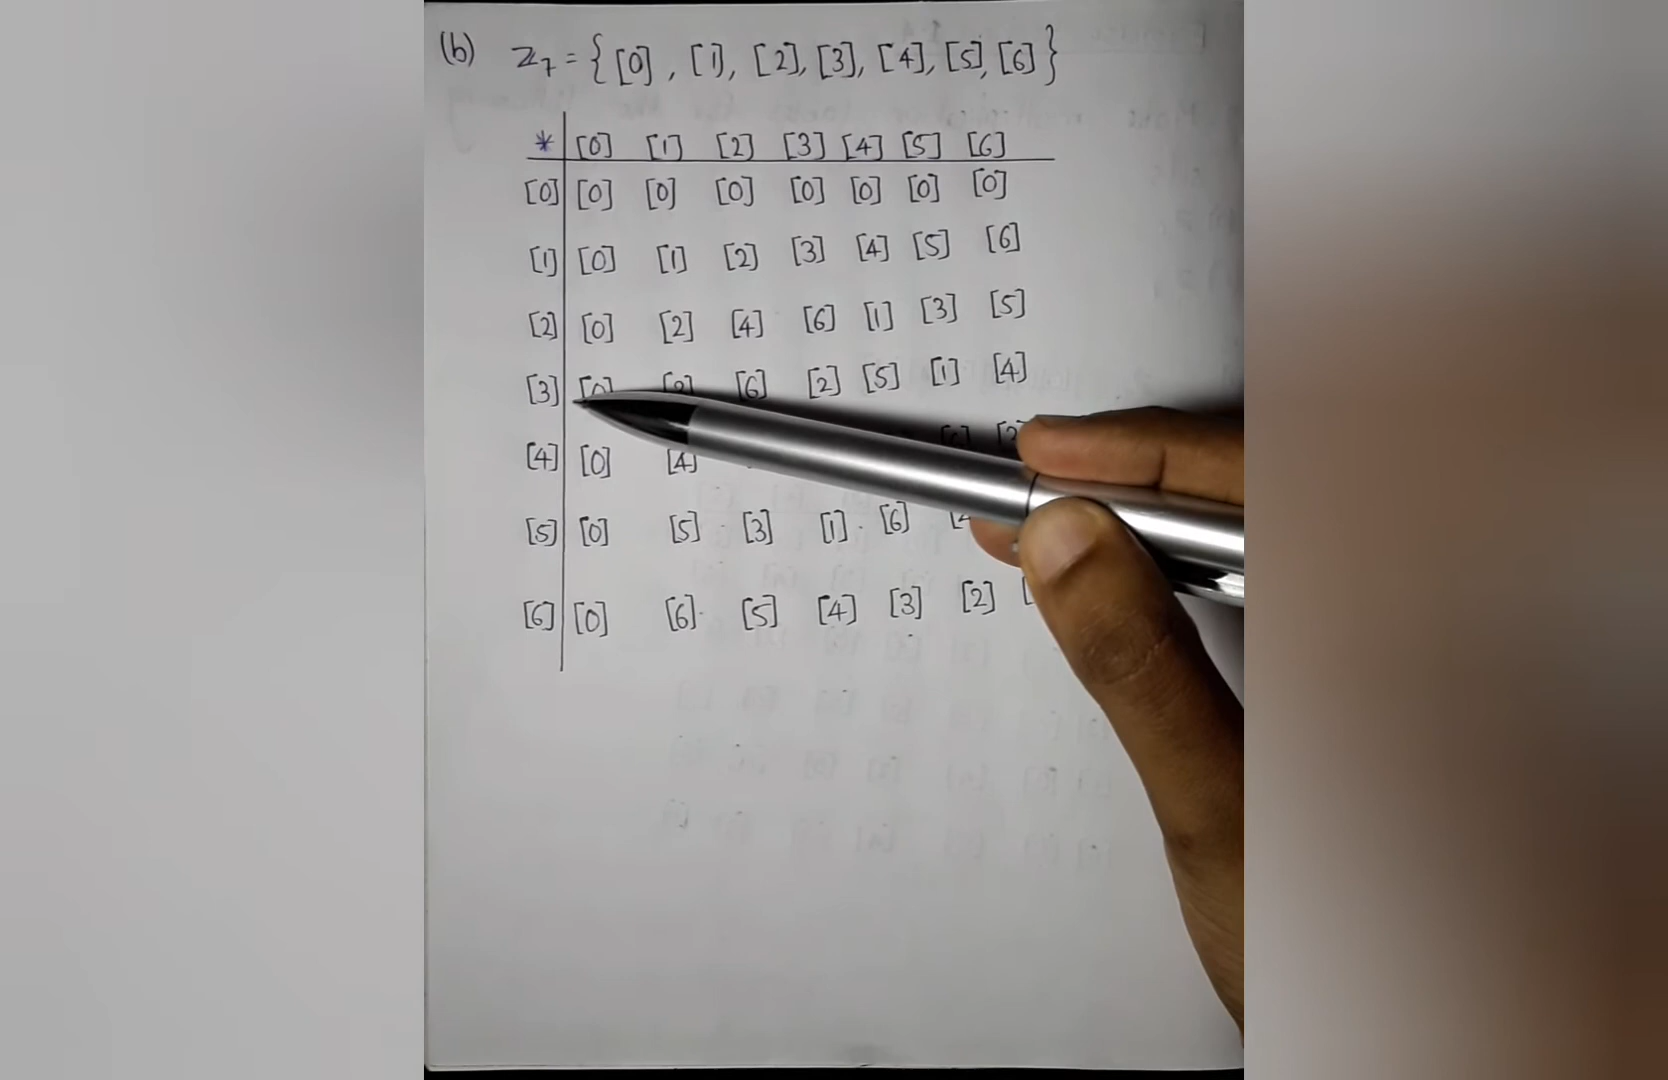 (b) Z7 = { [0] , [1], [2], [3], [4], [5], [6] }
* [0] [1] [2] [3] [4] [5] [6]
[0] [0] [0] [0] [0] [0] [0] [0]
[1] [0] [1] [2] [3] [4] [5] [6]
[2] [0] [2] [4] [6] [1] [3] [5]
[3] [0] [3] [6] [2] [5] [1] [4]
[4] [0] [4]
[5] [0] [5] [3] [1] [6]
[6] [0] [6] [5] [4] [3] [2]